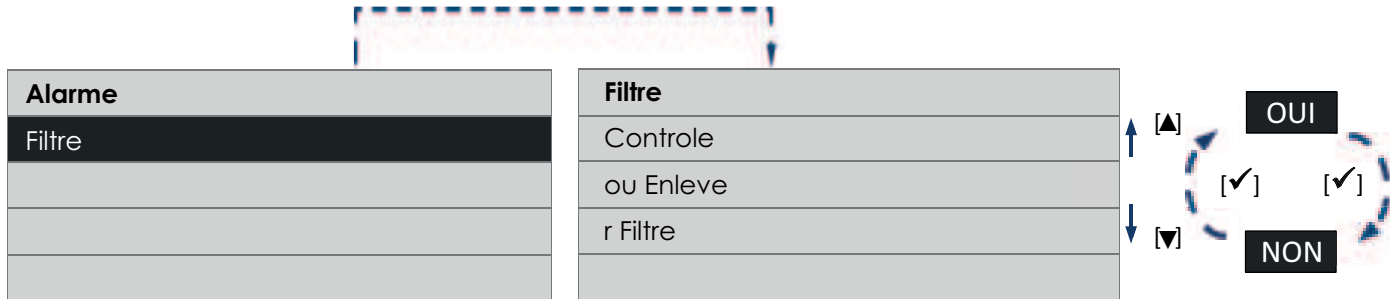 Alarme
Filtre
Filtre
Controle
ou Enleve
r Filtre
[▲]
[▼]
OUI
[✓] [✓]
NON